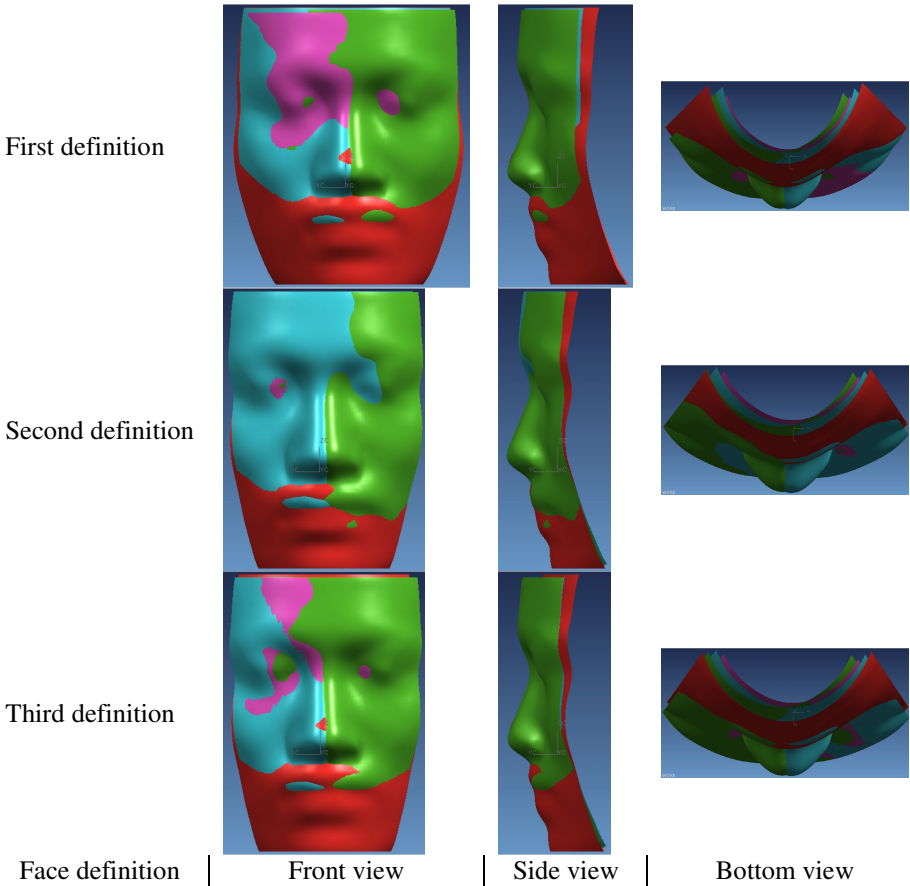 First definition
Second definition
Third definition
Face definition Front view Side view Bottom view